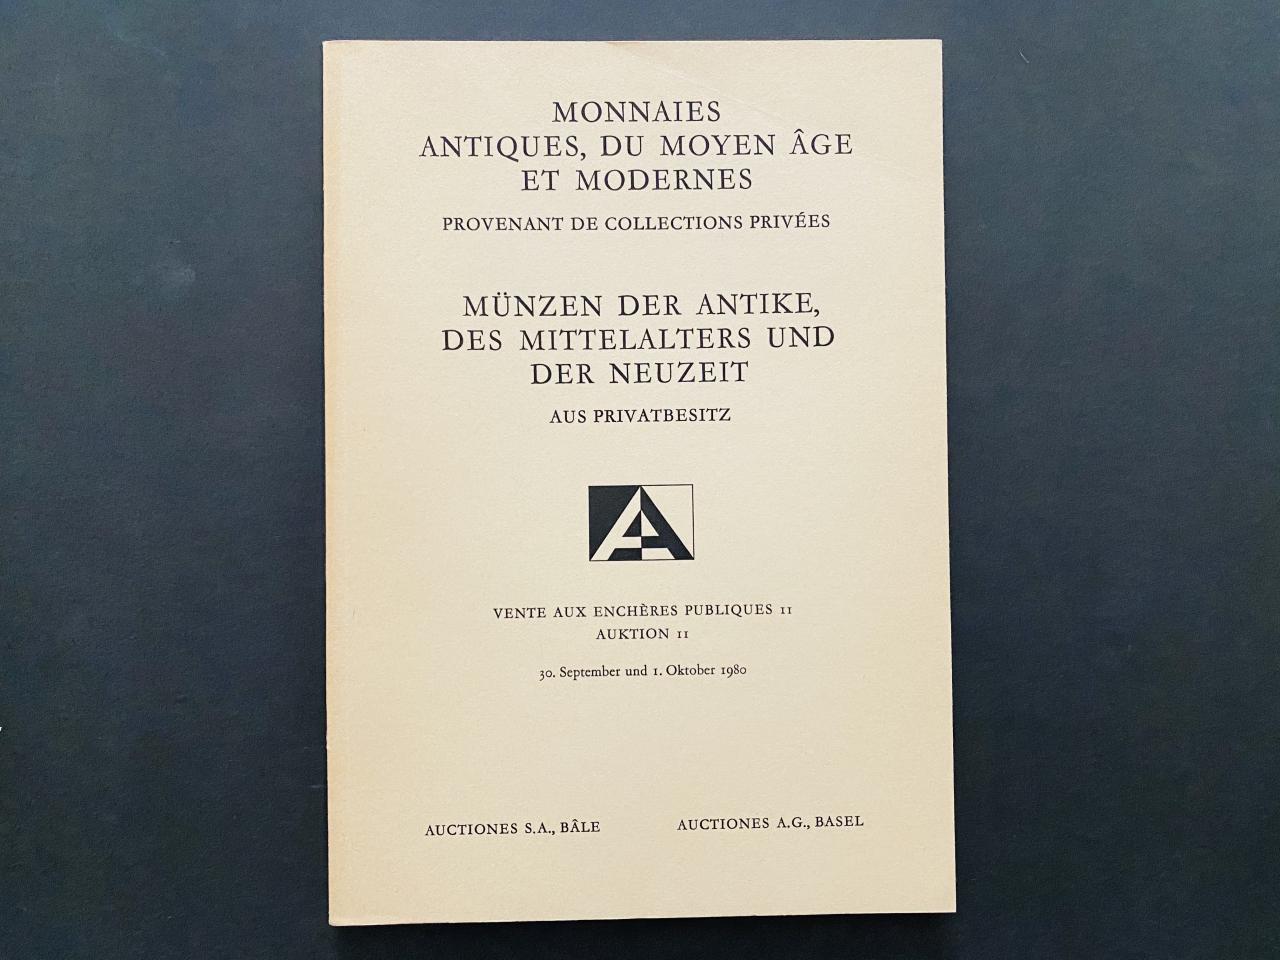 MONNAIES
ANTIQUES, DU MOYEN ÂGE
ET MODERNES
PROVENANT DE COLLECTIONS PRIVÉES
MÜNZEN DER ANTIKE,
DES MITTELALTERS UND
DER NEUZEIT
AUS PRIVATBESITZ
VENTE AUX ENCHÈRES PUBLIQUES 11
AUKTION 11
30. September und 1. Oktober 1980
AUCTIONES S.A., BÂLE
AUCTIONES A.G., BASEL